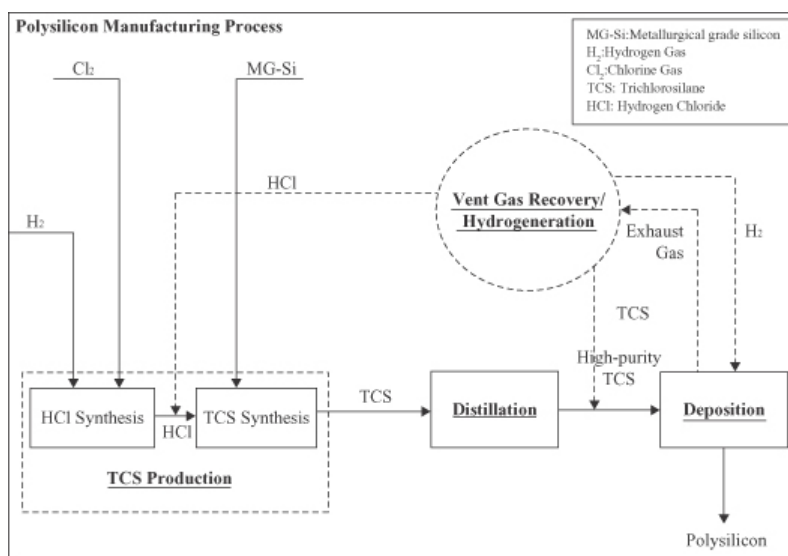 Polysilicon Manufacturing Process
MG-Si:Metallurgical grade silicon
H2:Hydrogen Gas
Cl2:Chlorine Gas
TCS: Trichlorosilane
HCl: Hydrogen Chloride
Cl2
MG-Si
HCl
Vent Gas Recovery/
Hydrogeneration
H2
Exhaust
Gas
H2
TCS
High-purity
TCS
HCl Synthesis
HCl
TCS Synthesis
TCS
Distillation
Deposition
TCS Production
Polysilicon